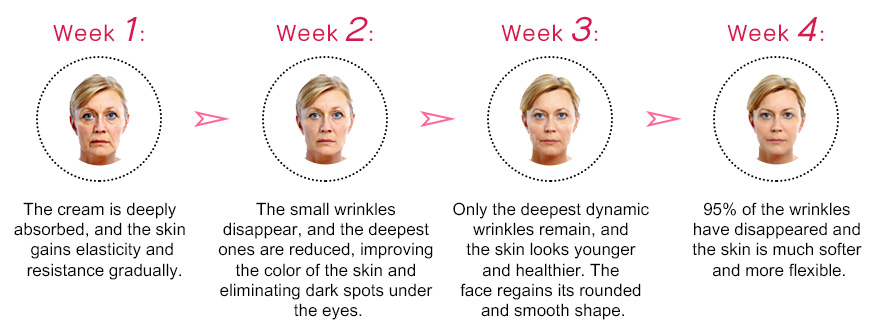 Week 1:
The cream is deeply
absorbed, and the skin
gains elasticity and
resistance gradually.
Week 2:
The small wrinkles
disappear, and the deepest
ones are reduced, improving
the color of the skin and
eliminating dark spots under
the eyes.
Week 3:
Only the deepest dynamic
wrinkles remain, and
the skin looks younger
and healthier. The
face regains its rounded
and smooth shape.
Week 4:
95% of the wrinkles
have disappeared and
the skin is much softer
and more flexible.